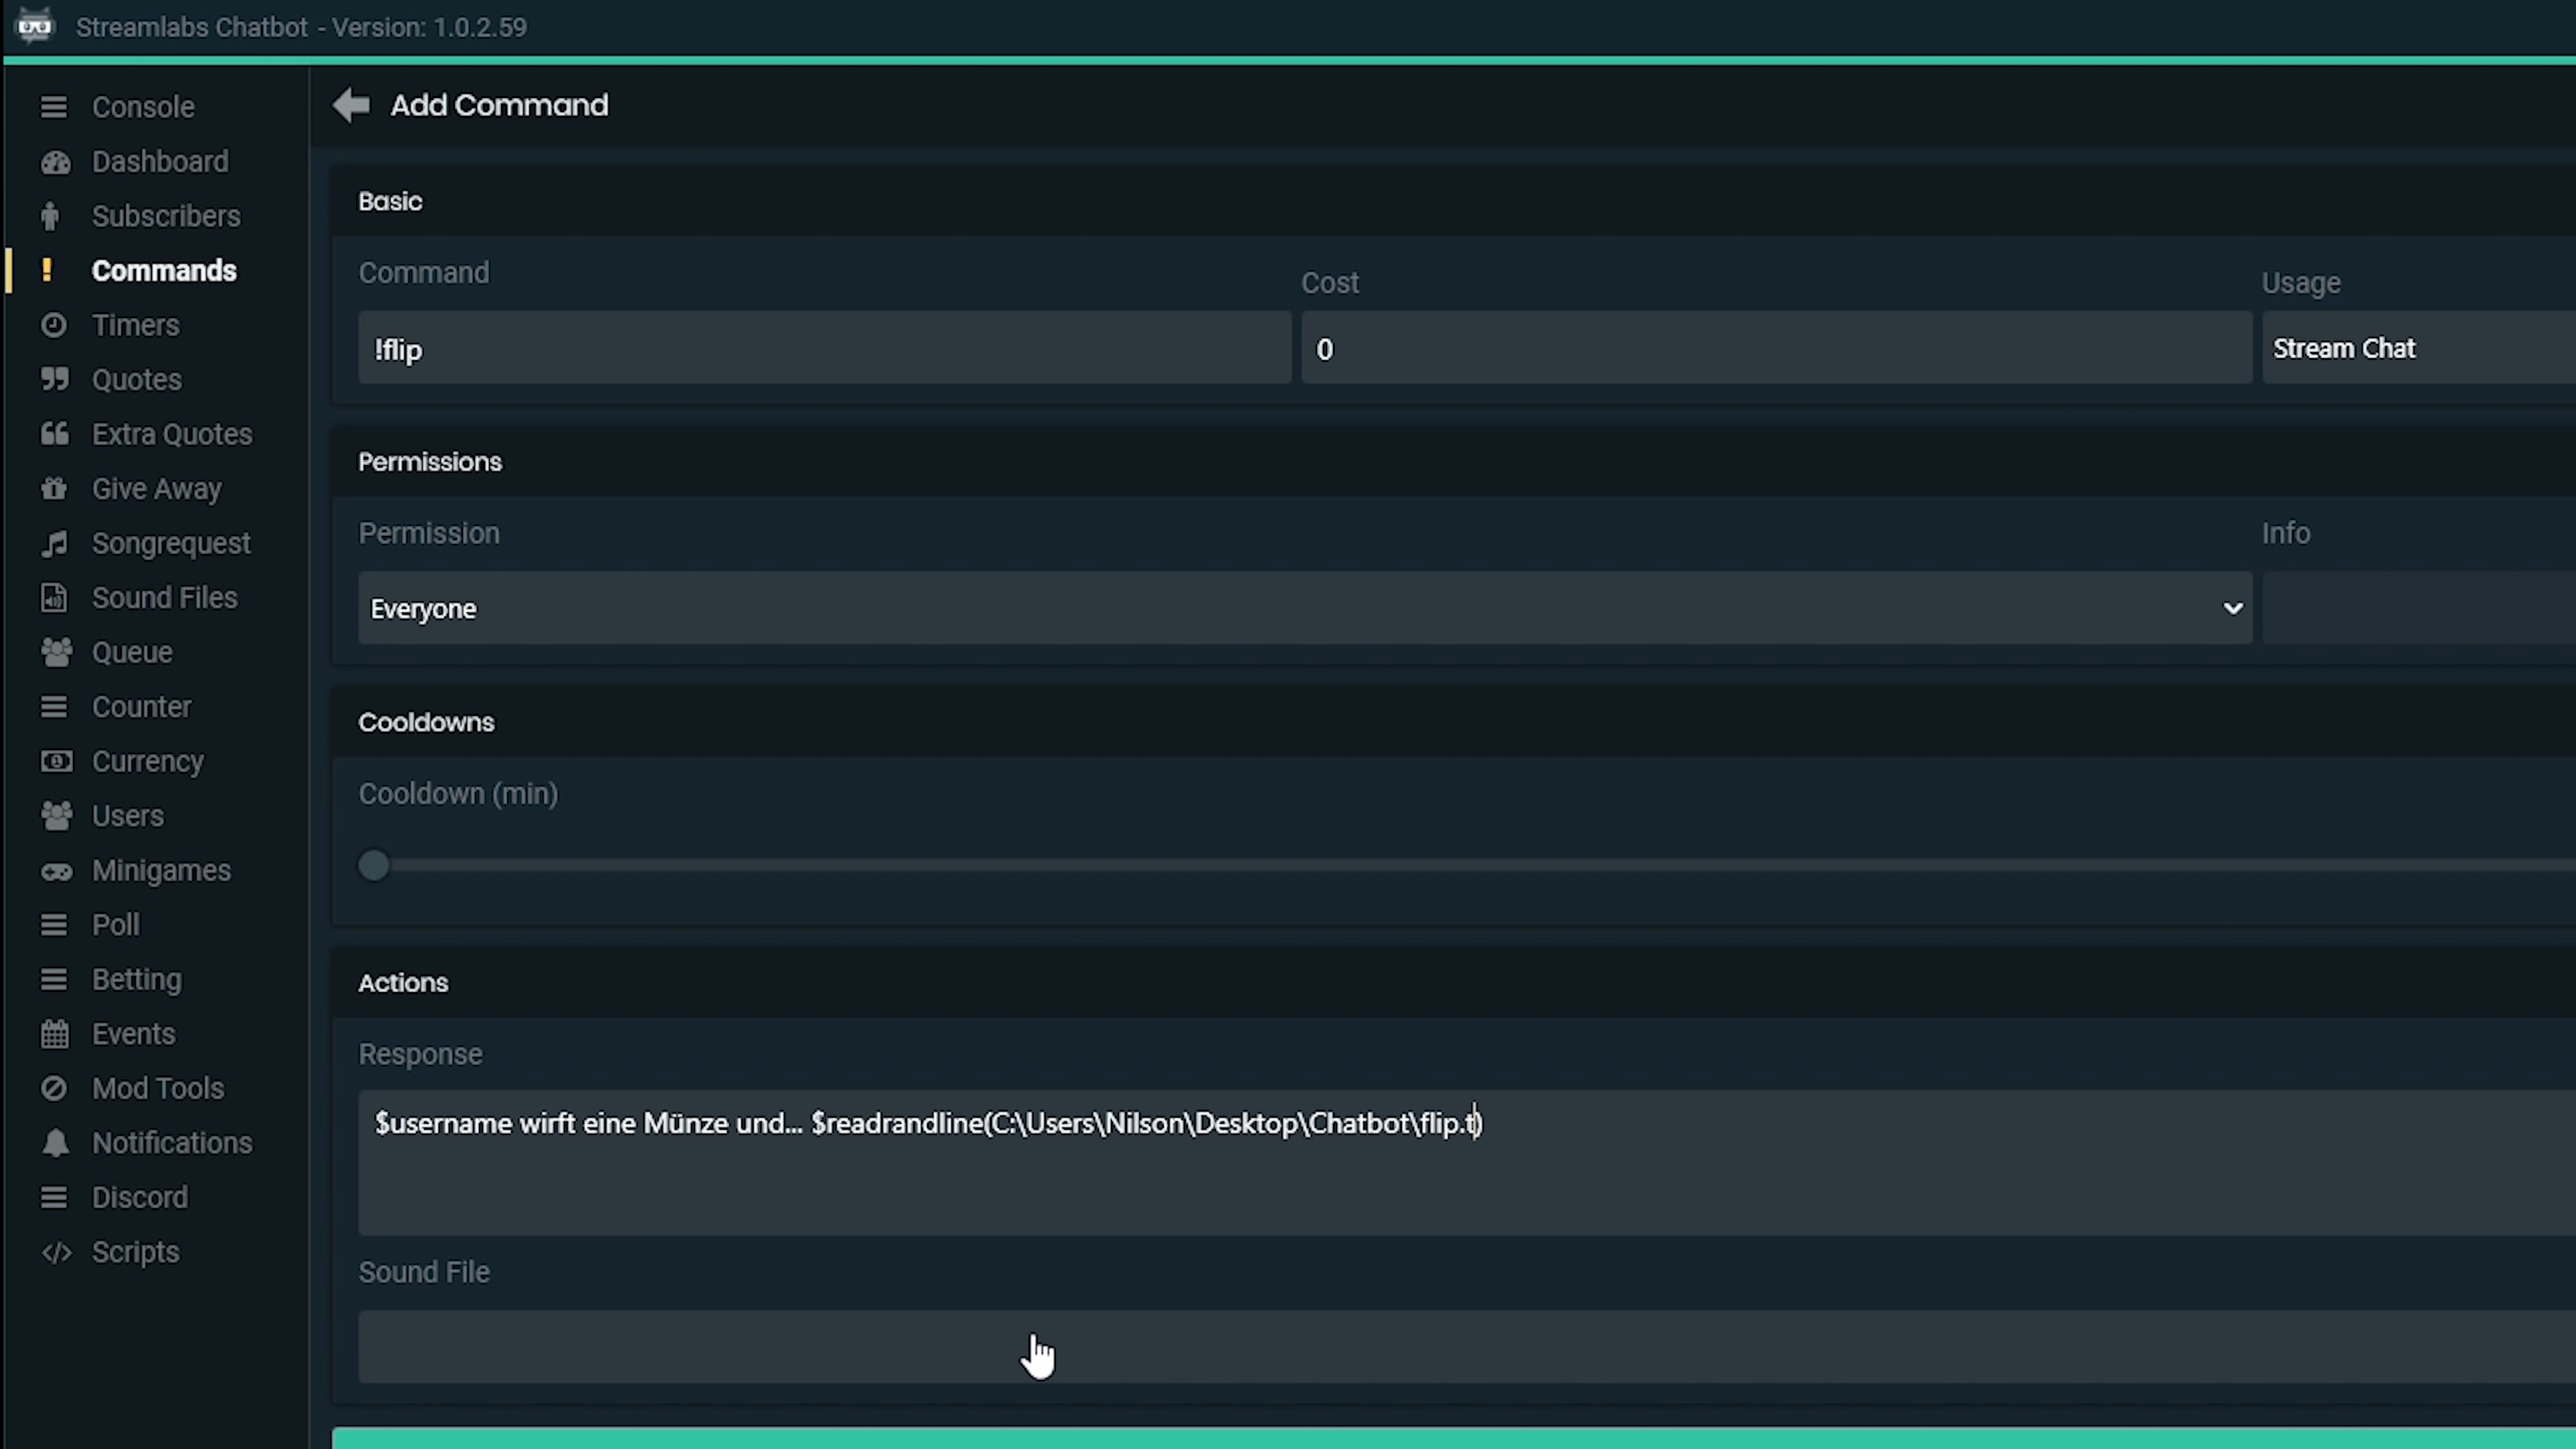 Streamlabs Chatbot - Version: 1.0.2.59
Console
Dashboard
Subscribers
! Commands
Timers
Quotes
Extra Quotes
Give Away
Songrequest
Sound Files
Queue
Counter
Currency
Users
Minigames
Poll
Betting
Events
Mod Tools
Notifications
Discord
Scripts
Add Command
Basic
Command Cost Usage
!flip 0 Stream Chat
Permissions
Permission Info
Everyone
Cooldowns
Cooldown (min)
Actions
Response
$username wirft eine Münze und... $readrandline(C:\Users\Nilson\Desktop\Chatbot\flip.t)
Sound File